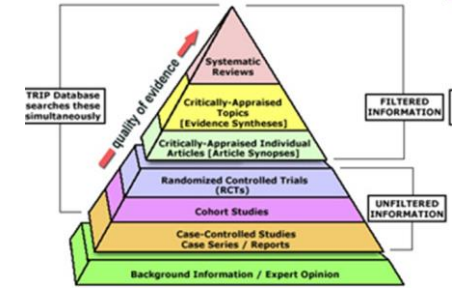 Systematic
Reviews
quality of evidence
TRIP Database
searches these
simultaneously
Critically-Appraised
Topics
[Evidence Syntheses]
FILTERED
INFORMATION
Critically-Appraised Individual
Articles [Article Synopses]
Randomized Controlled Trials
(RCTs)
UNFILTERED
INFORMATION
Cohort Studies
Case-Controlled Studies
Case Series / Reports
Background Information / Expert Opinion